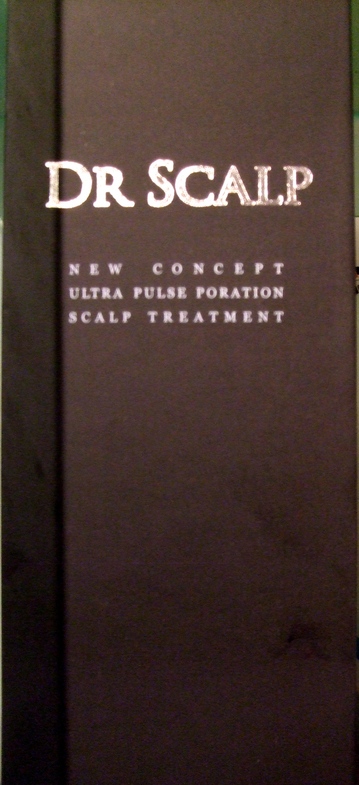 DR SCALP
NEW CONCEPT
ULTRA PULSE PORATION
SCALP TREATMENT